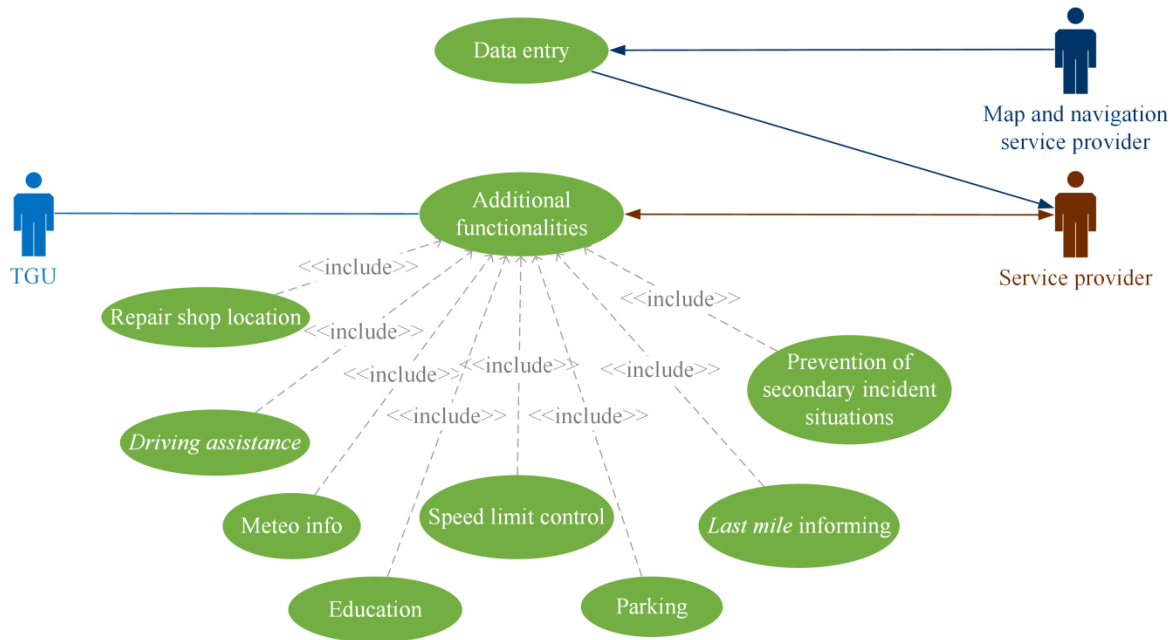 Data entry
Map and navigation
service provider
Additional
functionalities
TGU
Service provider
<<include>>
<<include>>
Repair shop location
<<include>>
<<include>>
<<include>>
<<include>>
Prevention of
secondary incident
situations
<<include>>
<<include>>
Driving assistance
Meteo info
Speed limit control
Last mile informing
Education
Parking